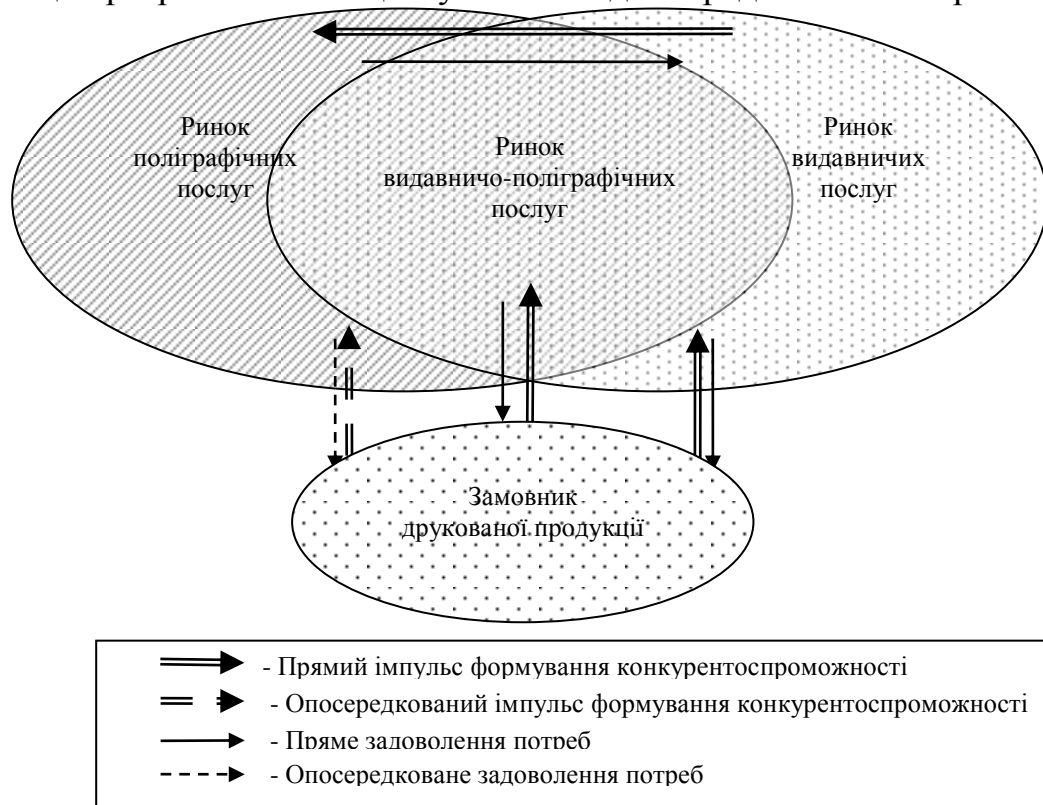 Ринок
поліграфічних
послуг
Ринок
видавничо-поліграфічних
послуг
Ринок
видавничих
послуг
Замовник
друкованої продукції
- Прямий імпульс формування конкурентоспроможності
- Опосередкований імпульс формування конкурентоспроможності
- Пряме задоволення потреб
- Опосередковане задоволення потреб